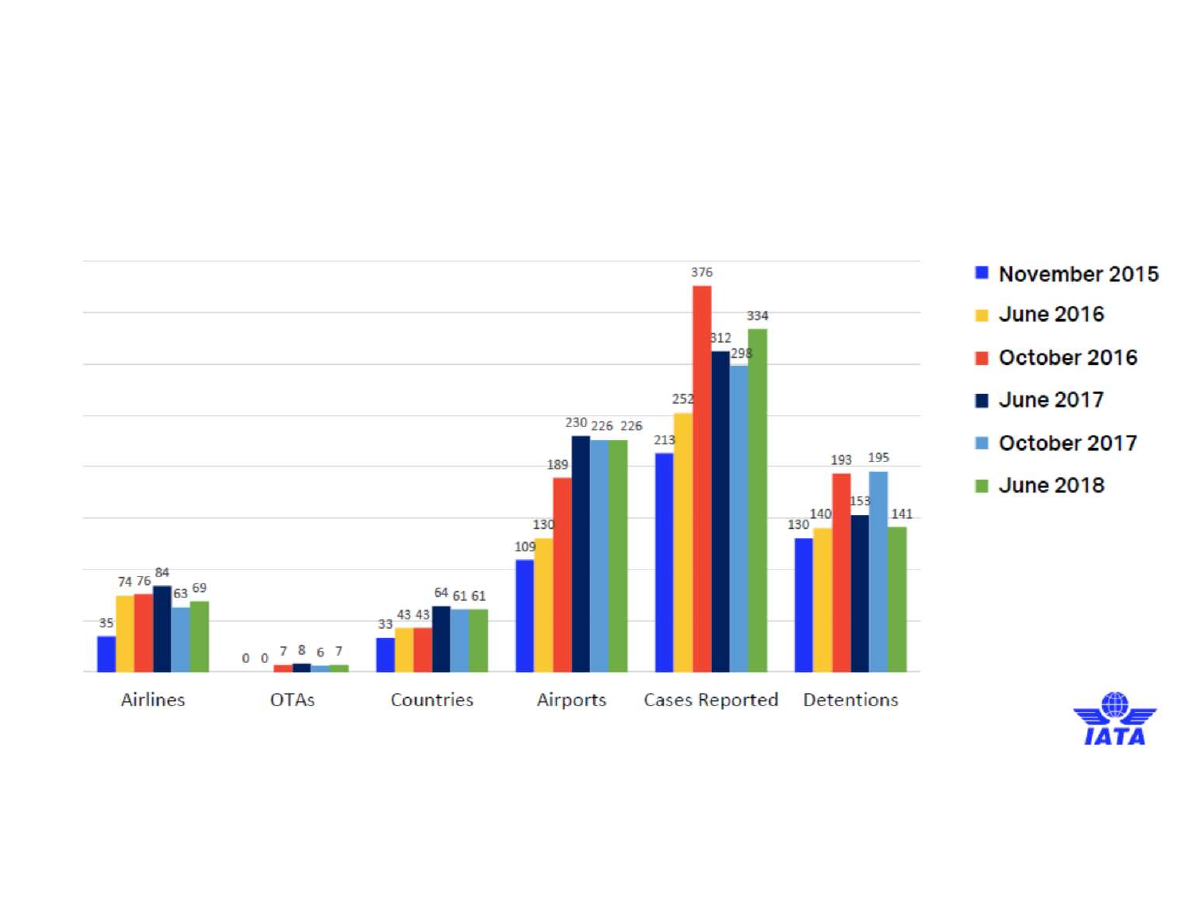 376
334
312
298
252
213
230 226 226
189
130
109
193 195
153
130 140 141
74 76 84
63 69
35
0 0 7 8 6 7
33 43 43 64 61 61
Airlines OTAs Countries Airports Cases Reported Detentions
November 2015
June 2016
October 2016
June 2017
October 2017
June 2018
IATA